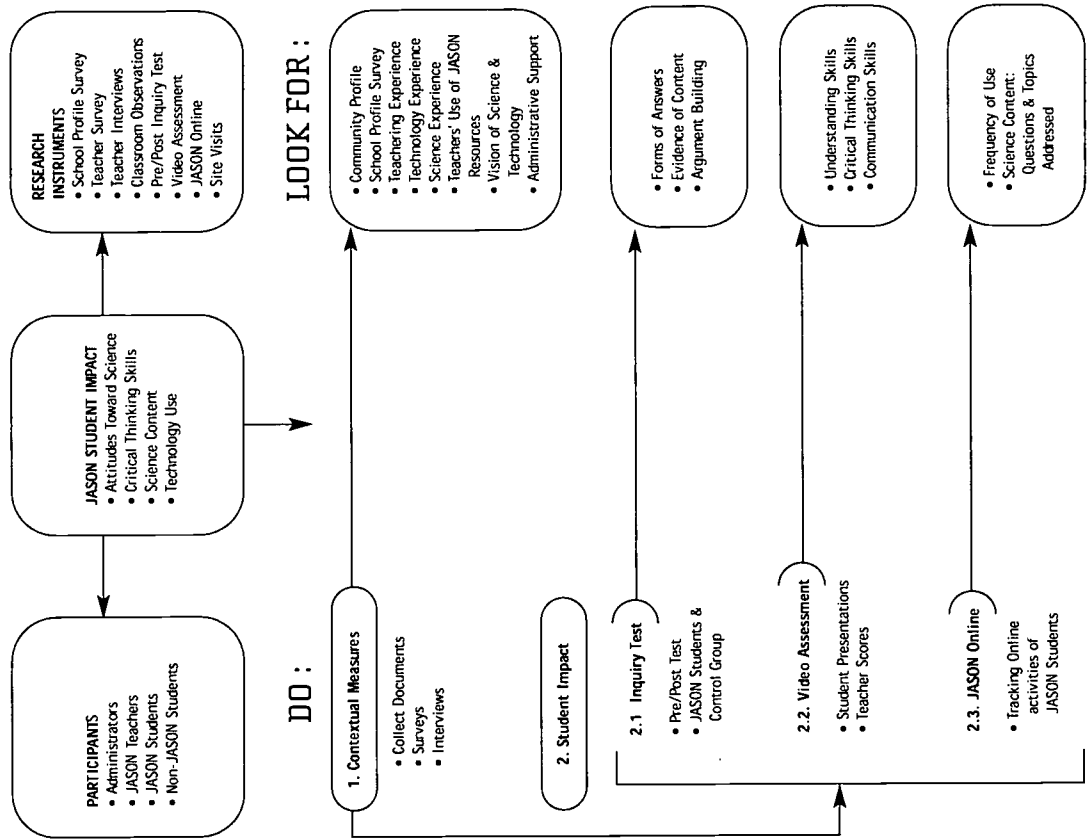 PARTICIPANTS
• Administrators
• JASON Teachers
• JASON Students
• Non-JASON Students
JASON STUDENT IMPACT
• Attitudes Toward Science
• Critical Thinking Skills
• Science Content
• Technology Use
RESEARCH
INSTRUMENTS
• School Profile Survey
• Teacher Survey
• Teacher Interviews
• Classroom Observations
• Pre/Post Inquiry Test
• Video Assessment
• JASON Online
• Site Visits
DO:
LOOK FOR:
1. Contextual Measures
• Collect Documents
• Surveys
• Interviews
• Community Profile
• School Profile Survey
• Teachering Experience
• Technology Experience
• Science Experience
• Teachers' Use of JASON
Resources
• Vision of Science &
Technology
• Administrative Support
2. Student Impact
2.1 Inquiry Test
• Pre/Post Test
• JASON Students &
Control Group
• Forms of Answers
• Evidence of Content
• Argument Building
2.2. Video Assessment
• Student Presentations
• Teacher Scores
• Understanding Skills
• Critical Thinking Skills
• Communication Skills
2.3. JASON Online
• Tracking Online
activities of
JASON Students
• Frequency of Use
• Science Content:
Questions & Topics
Addressed